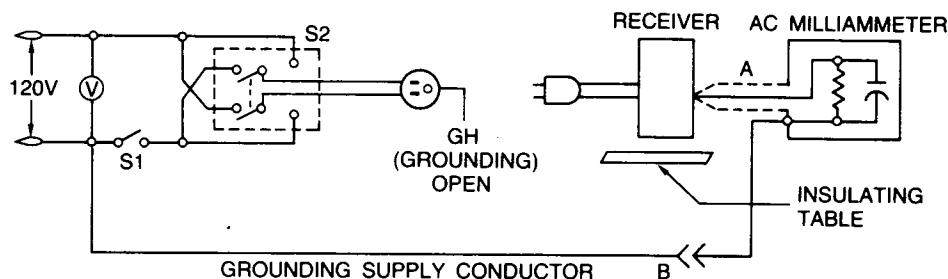 RECEIVER
AC MILLIAMMETER
S2
A
120V
V
S1
GH
(GROUNDING)
OPEN
INSULATING
TABLE
GROUNDING SUPPLY CONDUCTOR
B